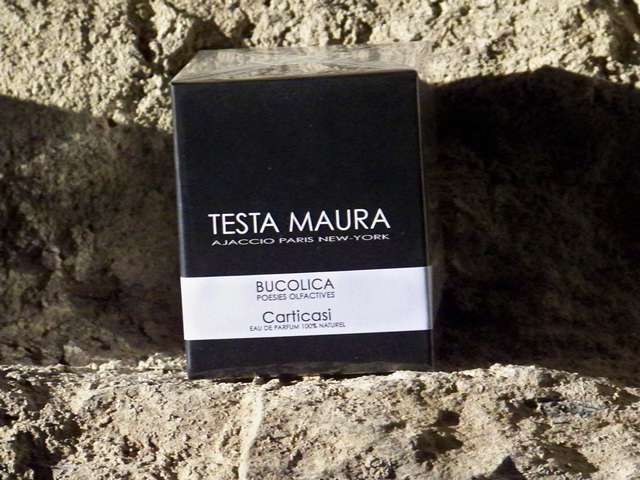 TESTA MAURA
AJACCIO PARIS NEW-YORK
BUCOLICA
POESIES OLFACTIVES
Carticasi
EAU DE PARFUM 100% NATUREL